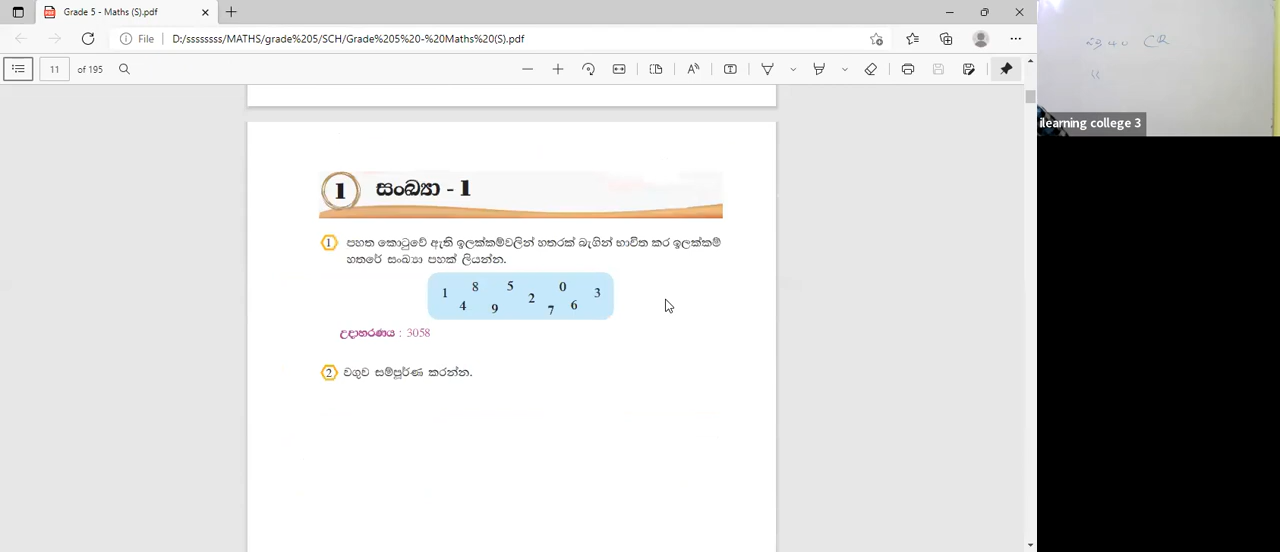 Grade 5 - Maths (S).pdf
File D:/ssssssss/MATHS/grade%205/SCH/Grade%205%20-%20Maths%20(S).pdf
11 of 195
ilearning college 3
1 සංඛ්‍යා - 1
1 පහත කොටුවේ ඇති ඉලක්කම්වලින් හතරක් බැගින් භාවිත කර ඉලක්කම්
හතරේ සංඛ්‍යා පහක් ලියන්න.
1 8 5 2 0 3
4 9 7 6
උදාහරණය : 3058
2 වගුව සම්පූර්ණ කරන්න.